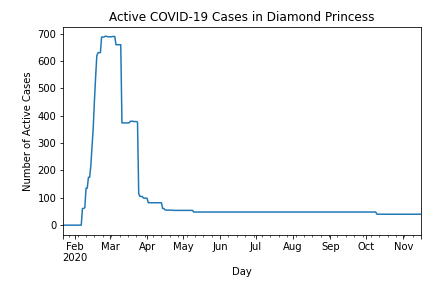 Active COVID-19 Cases in Diamond Princess
Number of Active Cases
700
600
500
400
300
200
100
0
Feb Mar Apr May Jun Jul Aug Sep Oct Nov
2020
Day